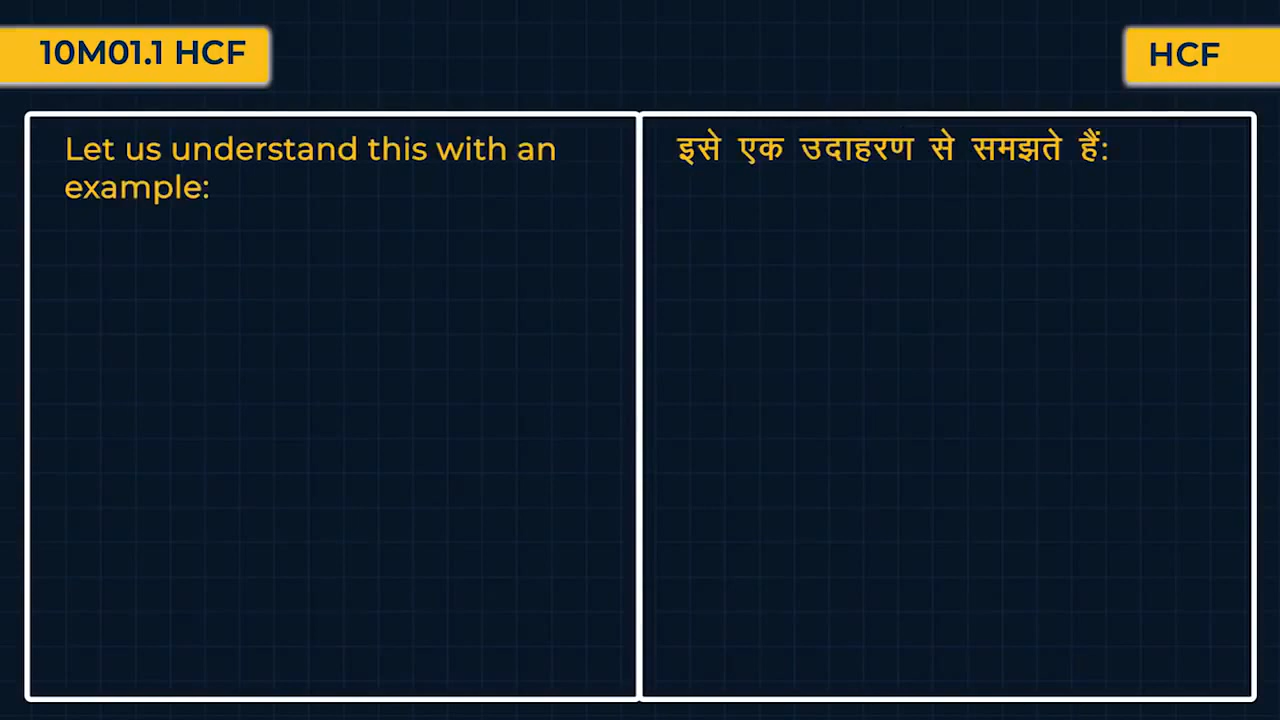 10M01.1 HCF
HCF
Let us understand this with an
example:
इसे एक उदाहरण से समझते हैं: